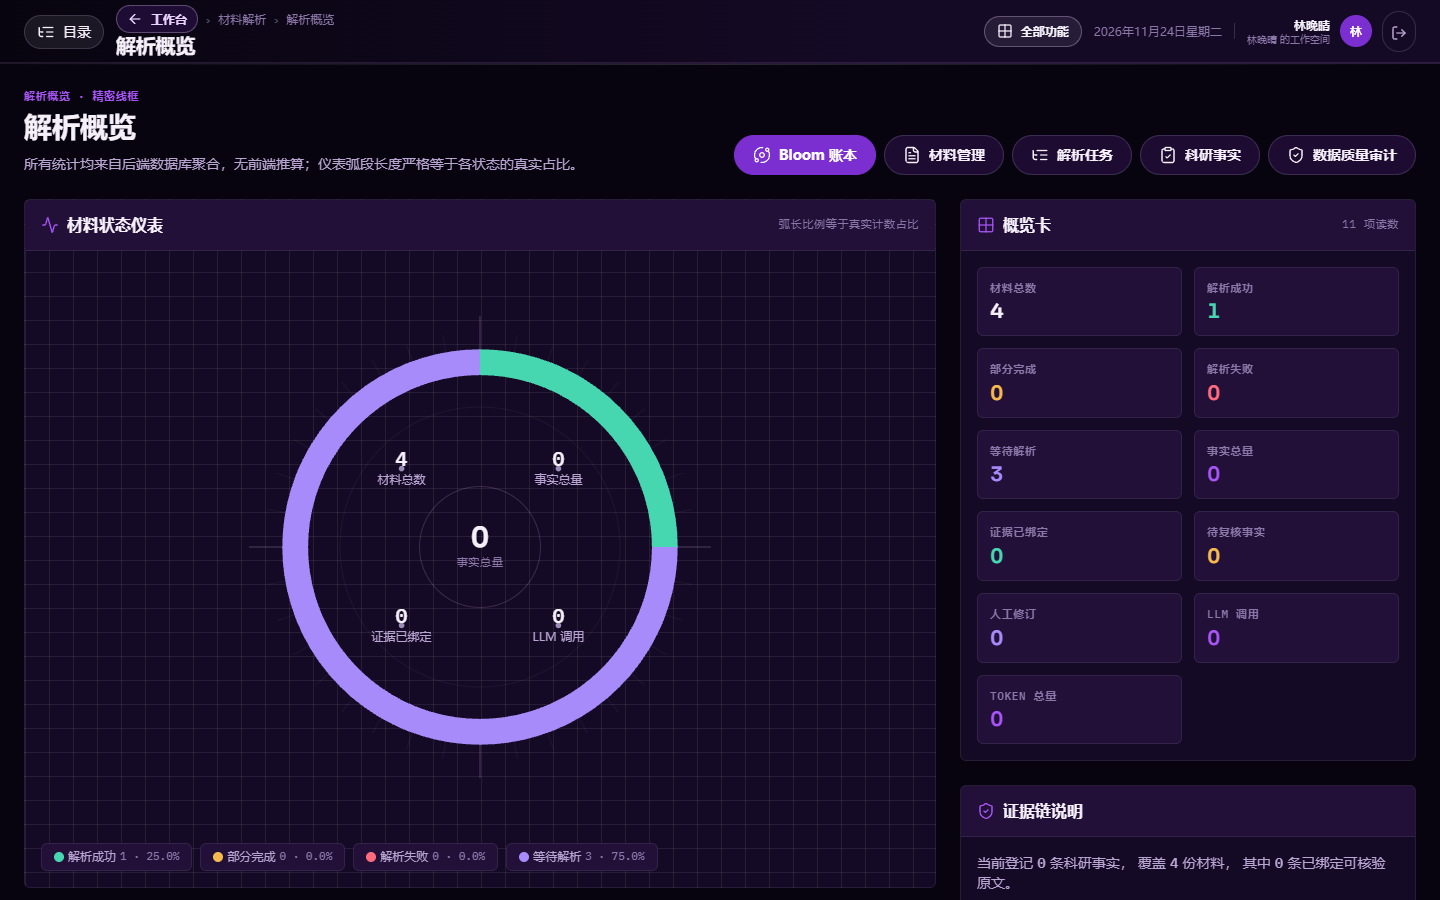 目录
工作台 › 材料解析 › 解析概览
解析概览
全部功能
2026年11月24日星期二
林晚晴
林晚晴 的工作空间
林
解析概览 · 精密线框
解析概览
所有统计均来自后端数据库聚合，无前端推算；仪表弧段长度严格等于各状态的真实占比。
Bloom 账本
材料管理
解析任务
科研事实
数据质量审计
材料状态仪表
弧长比例等于真实计数占比
4
材料总数
0
事实总量
0
事实总量
0
证据已绑定
0
LLM 调用
解析成功 1 · 25.0%
部分完成 0 · 0.0%
解析失败 0 · 0.0%
等待解析 3 · 75.0%
概览卡
11 项读数
材料总数
4
解析成功
1
部分完成
0
解析失败
0
等待解析
3
事实总量
0
证据已绑定
0
待复核事实
0
人工修订
0
LLM 调用
0
TOKEN 总量
0
证据链说明
当前登记 0 条科研事实， 覆盖 4 份材料， 其中 0 条已绑定可核验
原文。